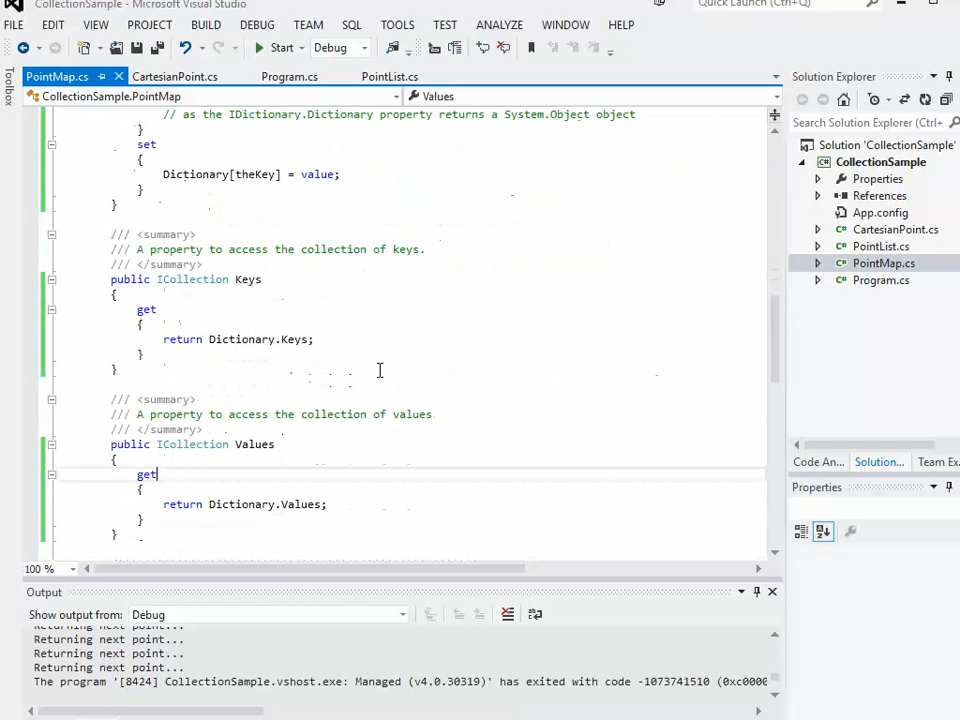 CollectionSample - Microsoft Visual Studio
Quick Launch (Ctrl+Q)
FILE EDIT VIEW PROJECT BUILD DEBUG TEAM SQL TOOLS TEST ANALYZE WINDOW HELP
Start Debug
Toolbox
PointMap.cs CartesianPoint.cs Program.cs PointList.cs
CollectionSample.PointMap Values
// as the IDictionary.Dictionary property returns a System.Object object
}
set
{
Dictionary[theKey] = value;
}
}
/// <summary>
/// A property to access the collection of keys.
/// </summary>
public ICollection Keys
{
get
{
return Dictionary.Keys;
}
}
/// <summary>
/// A property to access the collection of values
/// </summary>
public ICollection Values
{
get
{
return Dictionary.Values;
}
}
100 %
Output
Show output from: Debug
Returning next point...
Returning next point...
Returning next point...
Returning next point...
The program '[8424] CollectionSample.vshost.exe: Managed (v4.0.30319)' has exited with code -1073741510 (0xc000
Solution Explorer
Search Solution Explorer (Ctrl+
Solution 'CollectionSample'
CollectionSample
Properties
References
App.config
CartesianPoint.cs
PointList.cs
PointMap.cs
Program.cs
Code An... Solution... Team Ex
Properties